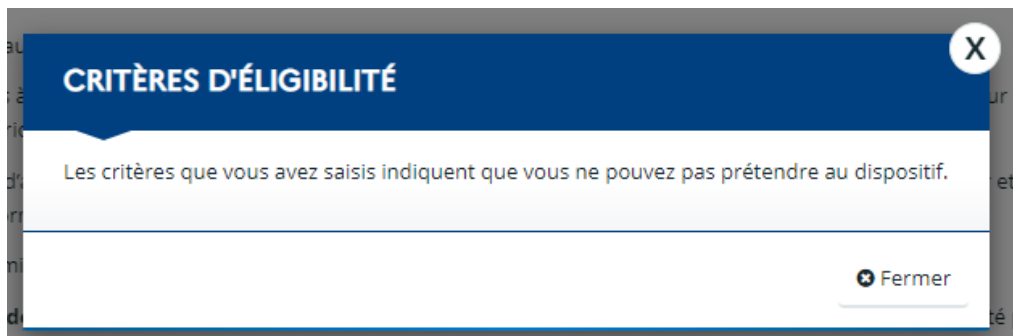 CRITÈRES D'ÉLIGIBILITÉ
X
Les critères que vous avez saisis indiquent que vous ne pouvez pas prétendre au dispositif.
Fermer